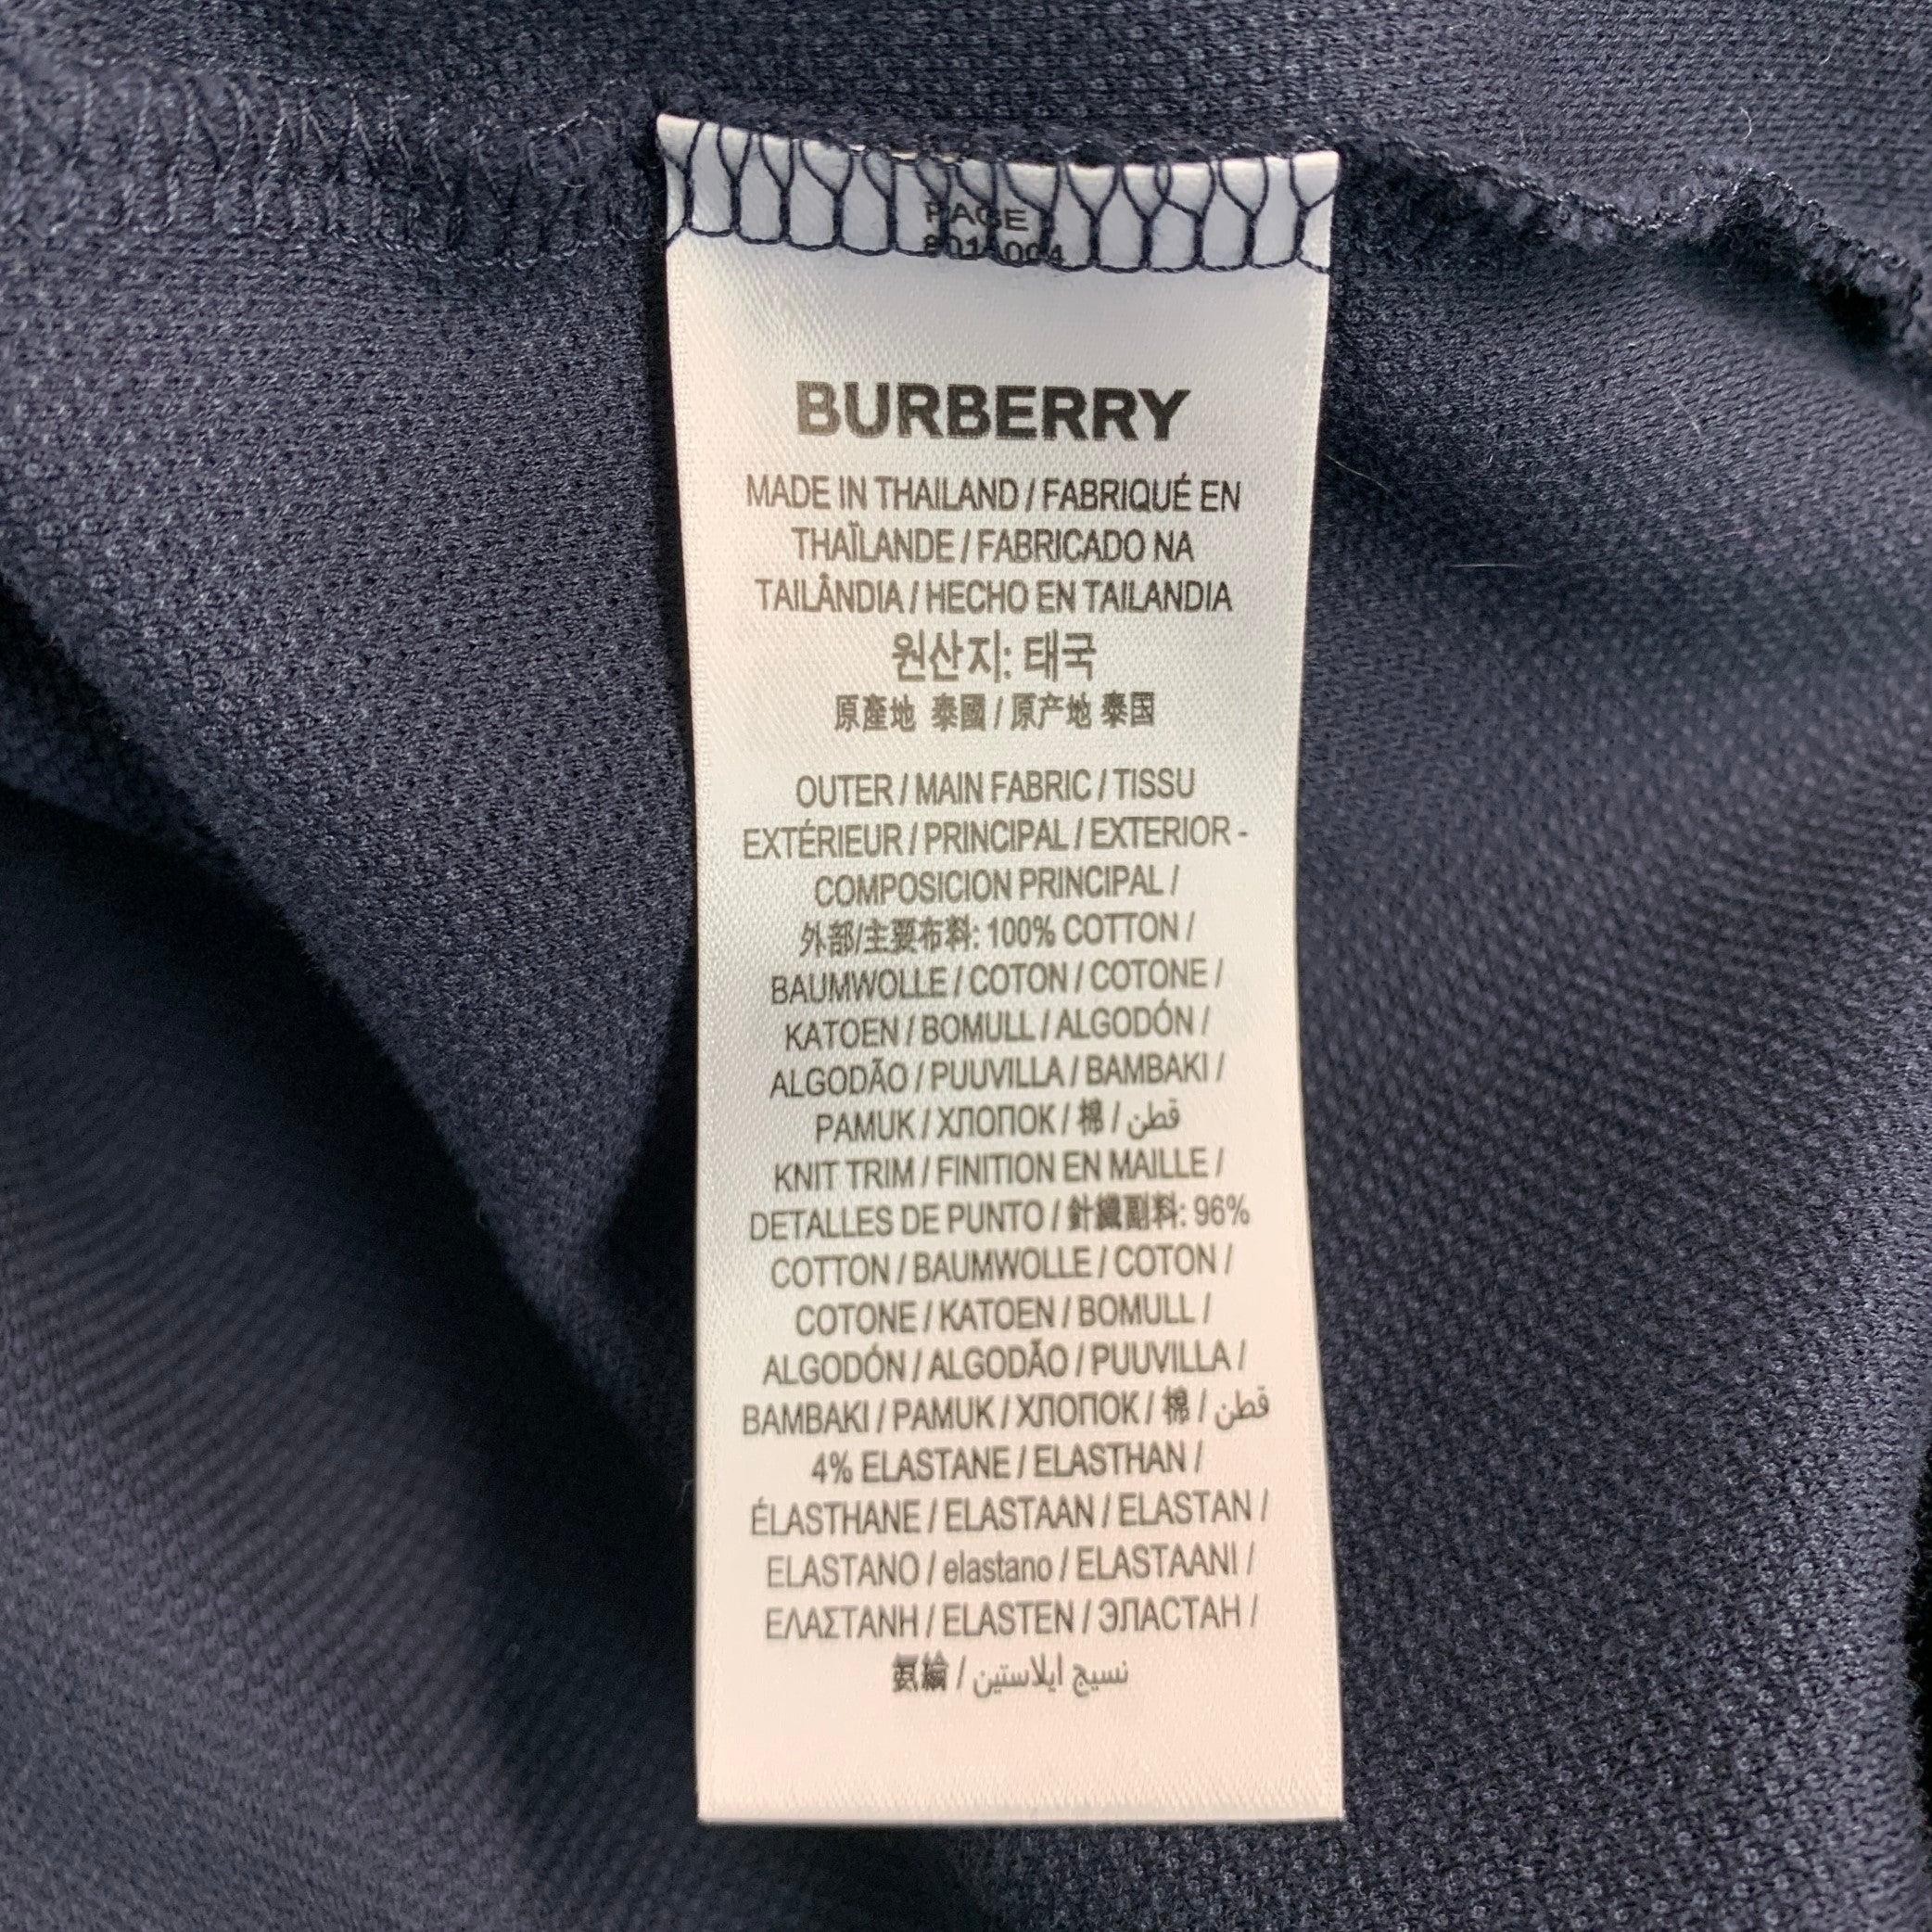 PAGE
BURBERRY
MADE IN THAILAND / FABRIQUÉ EN
THAÏLANDE / FABRICADO NA
TAILÂNDIA / HECHO EN TAILANDIA
원산지: 태국
原產地 泰國 / 原产地 泰国
OUTER / MAIN FABRIC / TISSU
EXTÉRIEUR / PRINCIPAL / EXTERIOR -
COMPOSICION PRINCIPAL /
外部/主要布料: 100% COTTON /
BAUMWOLLE / COTON / COTONE /
KATOEN / BOMULL / ALGODÓN /
ALGODÃO / PUUVILLA / BAMBAKI /
PAMUK / ХЛОПОК / 棉 / قطن
KNIT TRIM / FINITION EN MAILLE /
DETALLES DE PUNTO / 針織副料: 96%
COTTON / BAUMWOLLE / COTON /
COTONE / KATOEN / BOMULL /
ALGODÓN / ALGODÃO / PUUVILLA /
BAMBAKI / PAMUK / ХЛОПОК / 棉 / قطن
4% ELASTANE / ELASTHAN /
ÉLASTHANE / ELASTAAN / ELASTAN /
ELASTANO / elastano / ELASTAANI /
ΕΛΑΣΤΑΝΗ / ELASTEN / ЭЛАСТАН /
氨綸 / نسيج ايلاستين